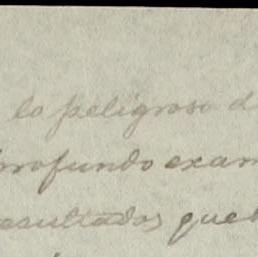 lo peligroso d
profundo exam
resultados que